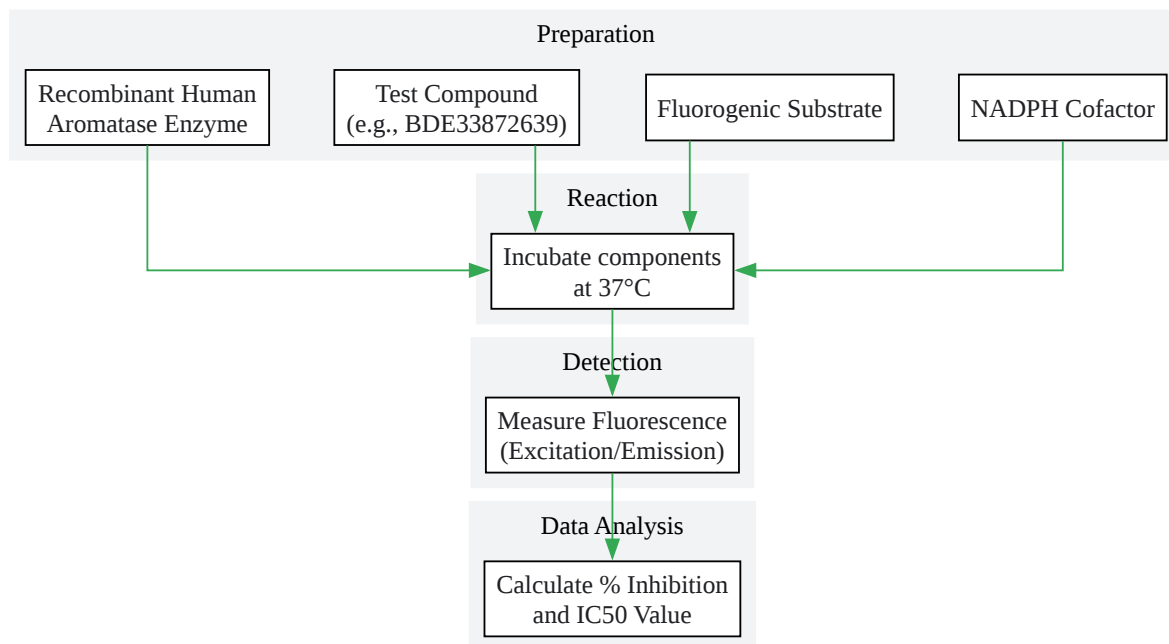 Preparation
Recombinant Human
Aromatase Enzyme
Test Compound
(e.g., BDE33872639)
Fluorogenic Substrate
NADPH Cofactor
Reaction
Incubate components
at 37°C
Detection
Measure Fluorescence
(Excitation/Emission)
Data Analysis
Calculate % Inhibition
and IC50 Value